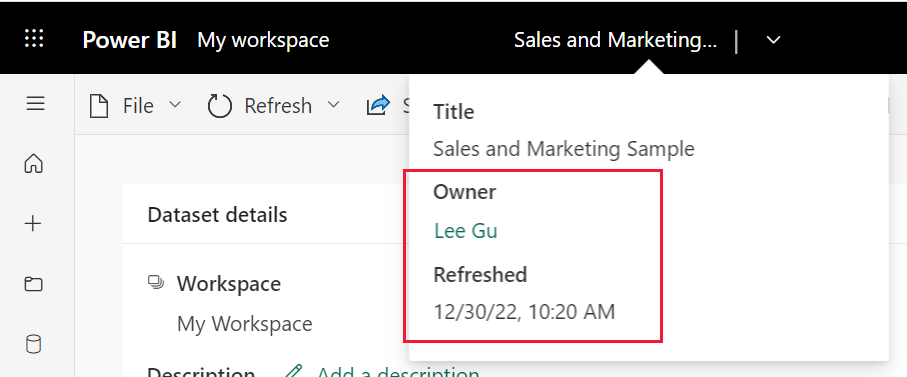 Power BI My workspace Sales and Marketing... |
File Refresh
Title
Sales and Marketing Sample
Owner
Lee Gu
Refreshed
12/30/22, 10:20 AM
Dataset details
Workspace
My Workspace
Description Add a description